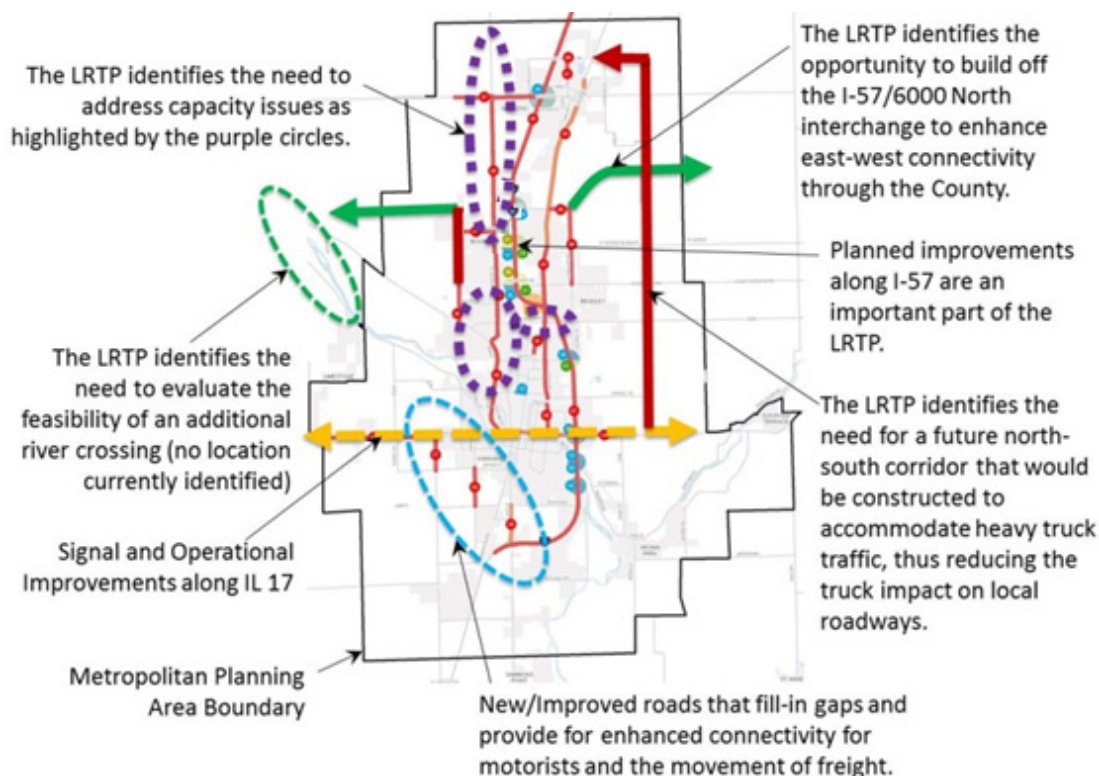 The LRTP identifies the need to
address capacity issues as
highlighted by the purple circles.
The LRTP identifies the
opportunity to build off
the I-57/6000 North
interchange to enhance
east-west connectivity
through the County.
Planned improvements
along I-57 are an
important part of the
LRTP.
The LRTP identifies the
need to evaluate the
feasibility of an additional
river crossing (no location
currently identified)
The LRTP identifies the
need for a future north-
south corridor that would
be constructed to
accommodate heavy truck
traffic, thus reducing the
truck impact on local
roadways.
Signal and Operational
Improvements along IL 17
Metropolitan Planning
Area Boundary
New/Improved roads that fill-in gaps and
provide for enhanced connectivity for
motorists and the movement of freight.
BRADLEY